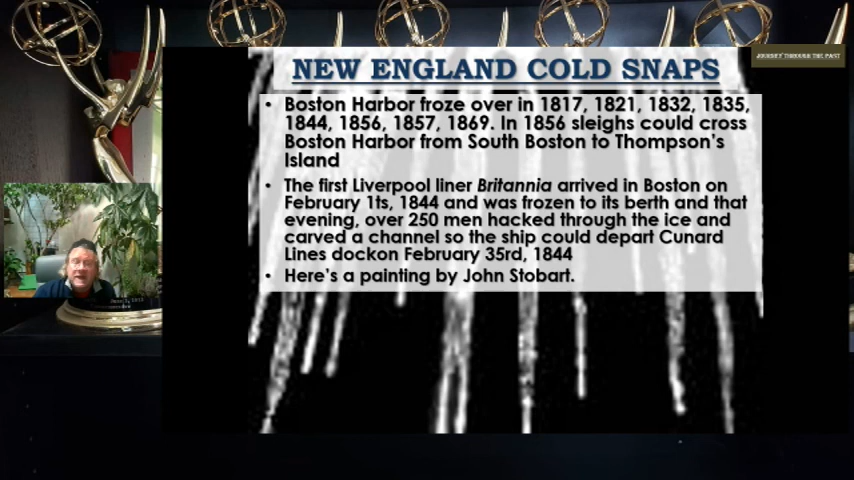 NEW ENGLAND COLD SNAPS
JOURNEY THROUGH THE PAST
• Boston Harbor froze over in 1817, 1821, 1832, 1835,
1844, 1856, 1857, 1869. In 1856 sleighs could cross
Boston Harbor from South Boston to Thompson's
Island
• The first Liverpool liner Britannia arrived in Boston on
February 1ts, 1844 and was frozen to its berth and that
evening, over 250 men hacked through the ice and
carved a channel so the ship could depart Cunard
Lines dockon February 35rd, 1844
• Here's a painting by John Stobart.